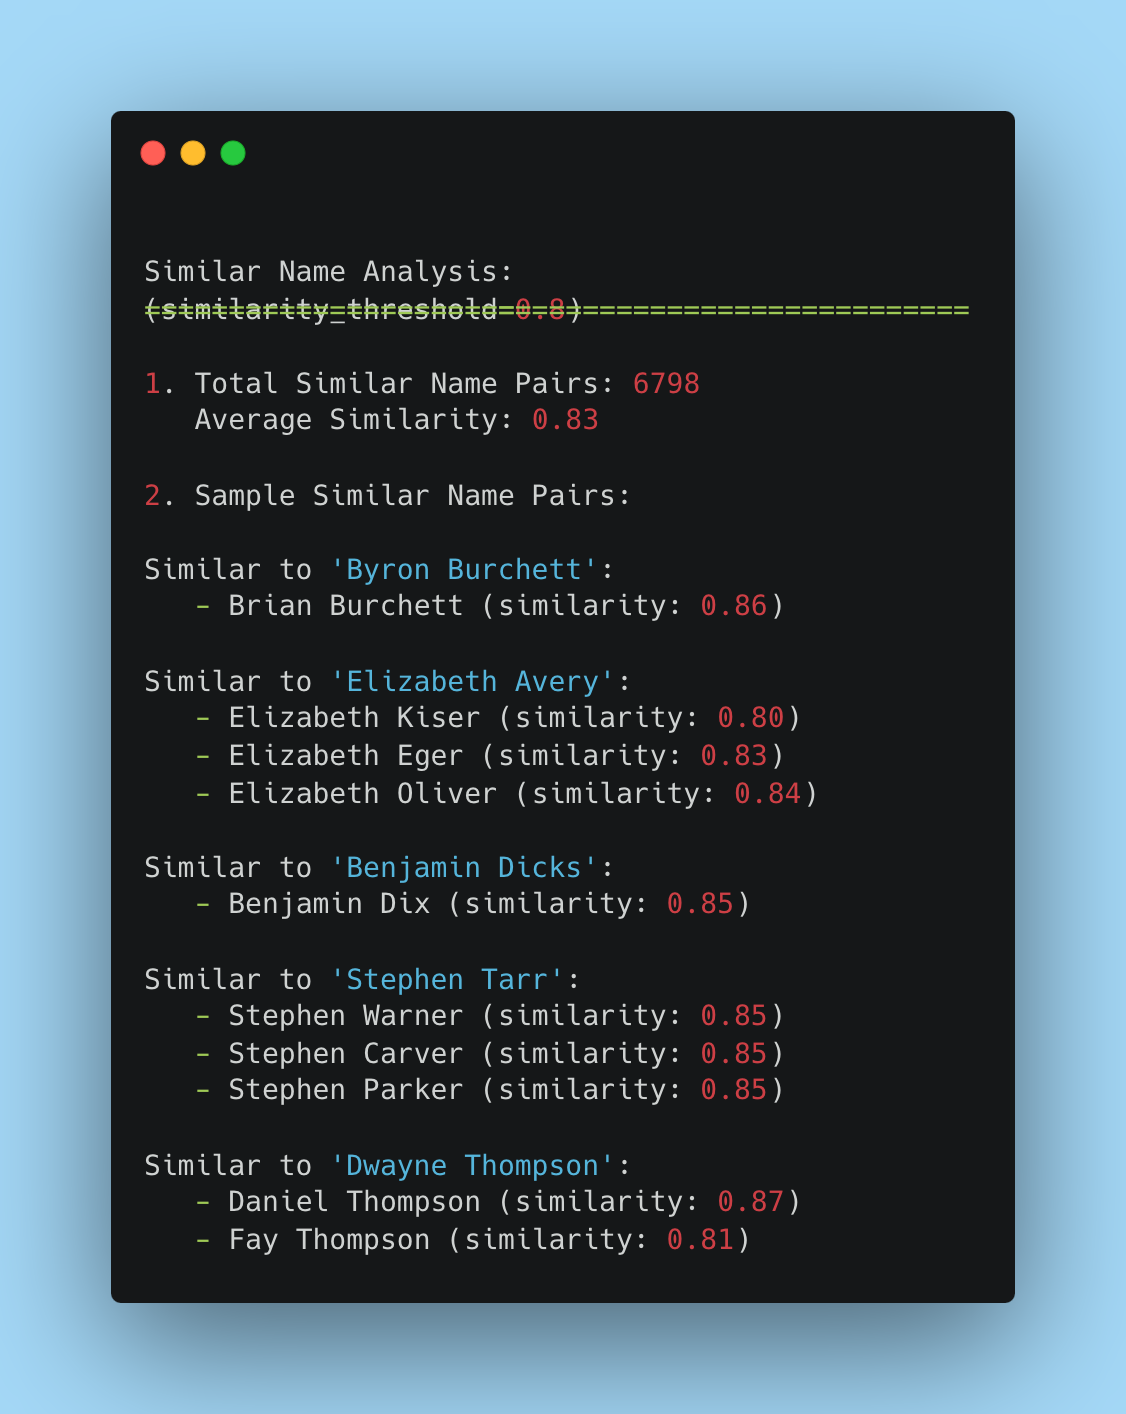 Similar Name Analysis:
(similarity_threshold=0.8)
=================================================
1. Total Similar Name Pairs: 6798
Average Similarity: 0.83
2. Sample Similar Name Pairs:
Similar to 'Byron Burchett':
- Brian Burchett (similarity: 0.86)
Similar to 'Elizabeth Avery':
- Elizabeth Kiser (similarity: 0.80)
- Elizabeth Eger (similarity: 0.83)
- Elizabeth Oliver (similarity: 0.84)
Similar to 'Benjamin Dicks':
- Benjamin Dix (similarity: 0.85)
Similar to 'Stephen Tarr':
- Stephen Warner (similarity: 0.85)
- Stephen Carver (similarity: 0.85)
- Stephen Parker (similarity: 0.85)
Similar to 'Dwayne Thompson':
- Daniel Thompson (similarity: 0.87)
- Fay Thompson (similarity: 0.81)